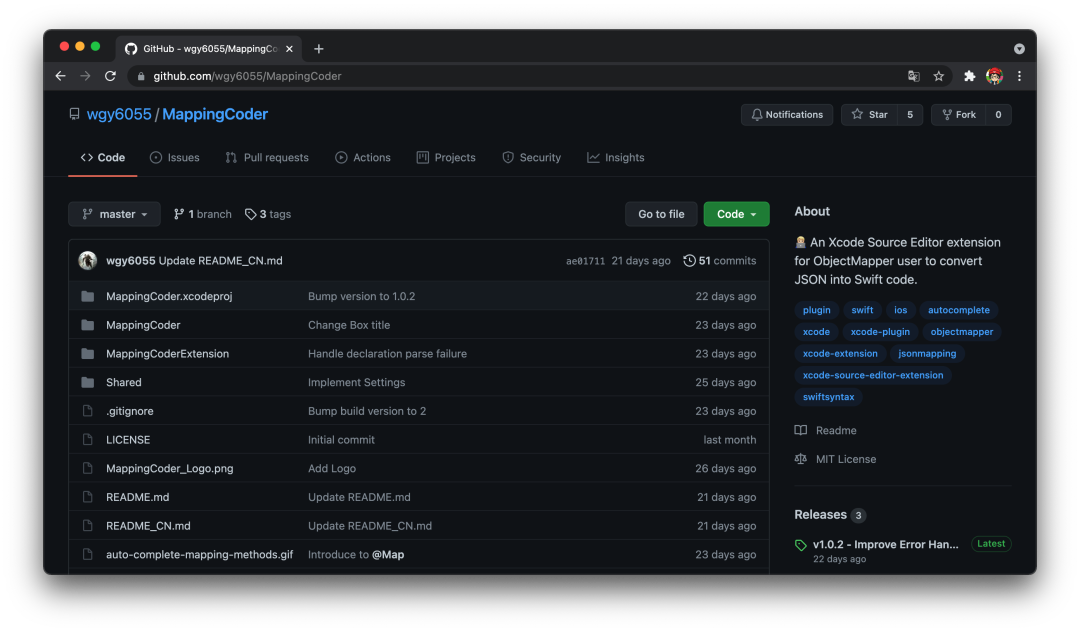 GitHub - wgy6055/MappingCo
github.com/wgy6055/MappingCoder
wgy6055 / MappingCoder
Notifications
Star 5
Fork 0
<> Code
Issues
Pull requests
Actions
Projects
Security
Insights
master
1 branch
3 tags
Go to file
Code
wgy6055 Update README_CN.md
ae01711 21 days ago
51 commits
MappingCoder.xcodeproj Bump version to 1.0.2 22 days ago
MappingCoder Change Box title 23 days ago
MappingCoderExtension Handle declaration parse failure 23 days ago
Shared Implement Settings 25 days ago
.gitignore Bump build version to 2 23 days ago
LICENSE Initial commit last month
MappingCoder_Logo.png Add Logo 26 days ago
README.md Update README.md 21 days ago
README_CN.md Update README_CN.md 21 days ago
auto-complete-mapping-methods.gif Introduce to @Map 23 days ago
About
An Xcode Source Editor extension
for ObjectMapper user to convert
JSON into Swift code.
plugin swift ios autocomplete
xcode xcode-plugin objectmapper
xcode-extension jsonmapping
xcode-source-editor-extension
swiftsyntax
Readme
MIT License
Releases 3
v1.0.2 - Improve Error Han... Latest
22 days ago